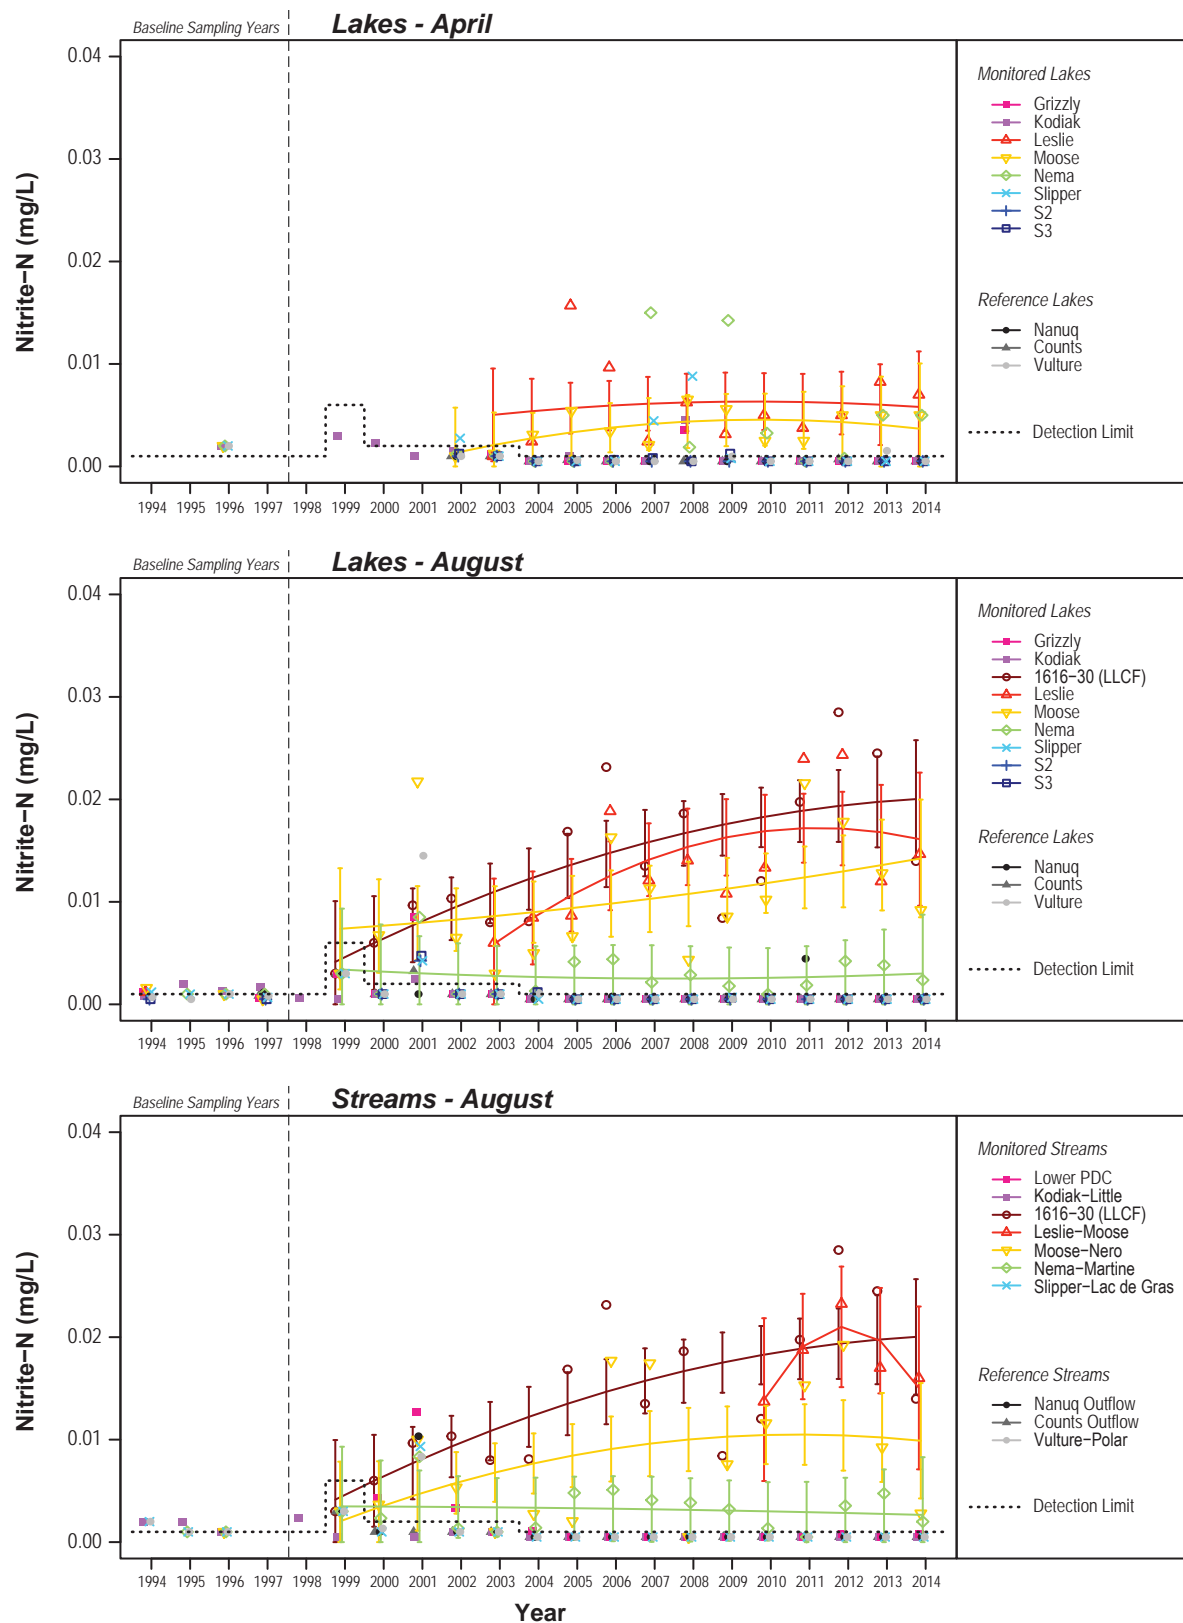 Baseline Sampling Years
Lakes - April
Nitrite−N (mg/L)
0.04
0.03
0.02
0.01
0.00
1994 1995 1996 1997 1998 1999 2000 2001 2002 2003 2004 2005 2006 2007 2008 2009 2010 2011 2012 2013 2014
Monitored Lakes
Grizzly
Kodiak
Leslie
Moose
Nema
Slipper
S2
S3
Reference Lakes
Nanuq
Counts
Vulture
Detection Limit
Baseline Sampling Years
Lakes - August
Nitrite−N (mg/L)
0.04
0.03
0.02
0.01
0.00
1994 1995 1996 1997 1998 1999 2000 2001 2002 2003 2004 2005 2006 2007 2008 2009 2010 2011 2012 2013 2014
Monitored Lakes
Grizzly
Kodiak
1616−30 (LLCF)
Leslie
Moose
Nema
Slipper
S2
S3
Reference Lakes
Nanuq
Counts
Vulture
Detection Limit
Baseline Sampling Years
Streams - August
Nitrite−N (mg/L)
0.04
0.03
0.02
0.01
0.00
1994 1995 1996 1997 1998 1999 2000 2001 2002 2003 2004 2005 2006 2007 2008 2009 2010 2011 2012 2013 2014
Year
Monitored Streams
Lower PDC
Kodiak−Little
1616−30 (LLCF)
Leslie−Moose
Moose−Nero
Nema−Martine
Slipper−Lac de Gras
Reference Streams
Nanuq Outflow
Counts Outflow
Vulture−Polar
Detection Limit